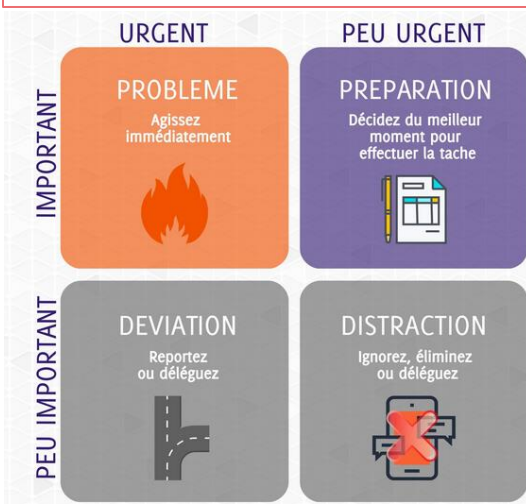 URGENT
PEU URGENT
IMPORTANT
PROBLEME
Agissez
immédiatement
PREPARATION
Décidez du meilleur
moment pour
effectuer la tache
PEU IMPORTANT
DEVIATION
Reportez
ou déléguez
DISTRACTION
Ignorez, éliminez
ou déléguez